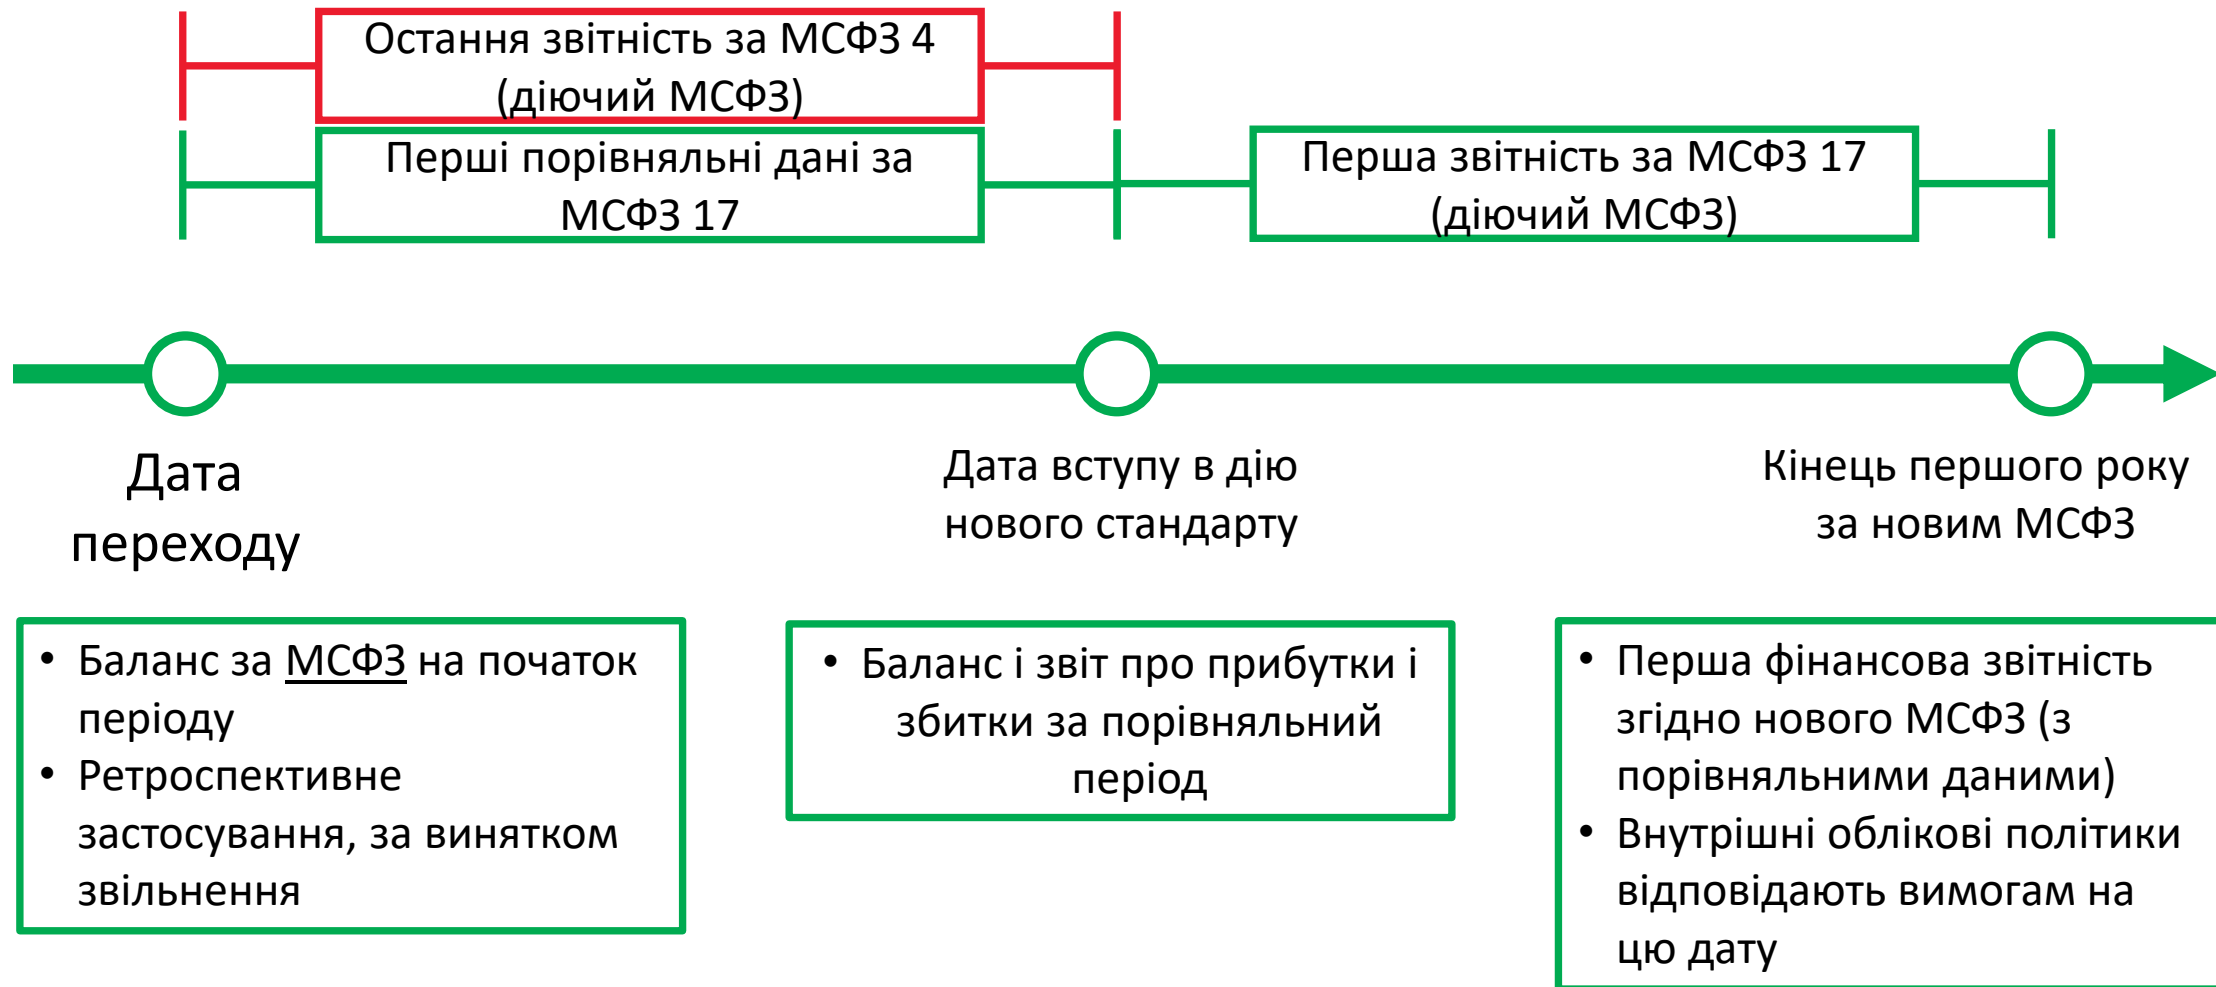 Остання звітність за МСФЗ 4
(діючий МСФЗ)
Перші порівняльні дані за
МСФЗ 17
Перша звітність за МСФЗ 17
(діючий МСФЗ)
Дата
переходу
Дата вступу в дію
нового стандарту
Кінець першого року
за новим МСФЗ
• Баланс за МСФЗ на початок
періоду
• Ретроспективне
застосування, за винятком
звільнення
• Баланс і звіт про прибутки і
збитки за порівняльний
період
• Перша фінансова звітність
згідно нового МСФЗ (з
порівняльними даними)
• Внутрішні облікові політики
відповідають вимогам на
цю дату